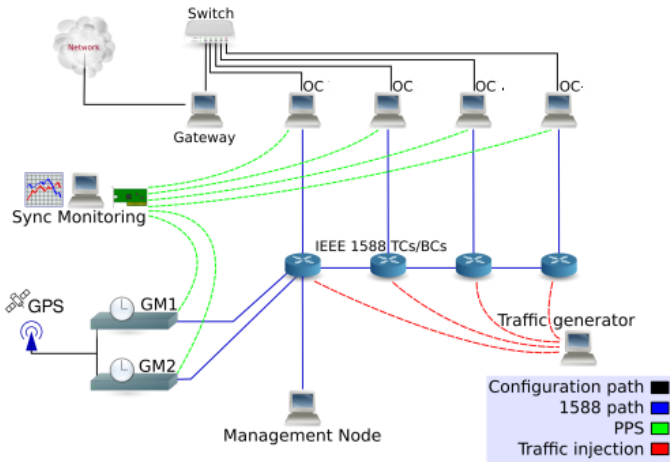 Switch
Network
OC
OC
OC
OC
Gateway
Sync Monitoring
IEEE 1588 TCs/BCs
GPS
GM1
GM2
Traffic generator
Management Node
Configuration path
1588 path
PPS
Traffic injection